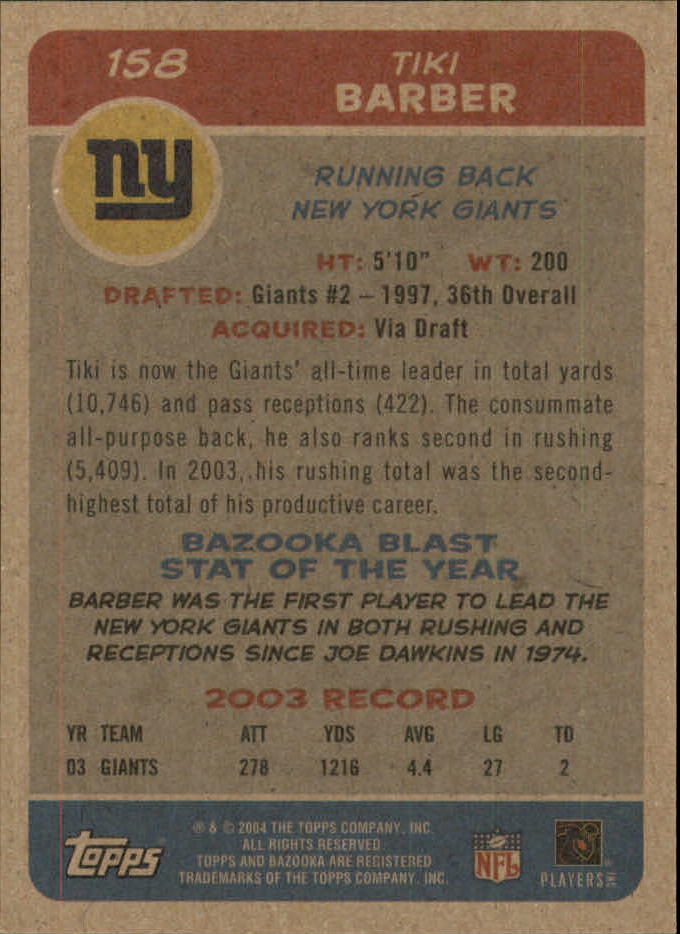 158
TIKI
BARBER
ny
RUNNING BACK
NEW YORK GIANTS
HT: 5'10" WT: 200
DRAFTED: Giants #2 – 1997, 36th Overall
ACQUIRED: Via Draft
Tiki is now the Giants' all-time leader in total yards
(10,746) and pass receptions (422). The consummate
all-purpose back, he also ranks second in rushing
(5,409). In 2003, his rushing total was the second-
highest total of his productive career.
BAZOOKA BLAST
STAT OF THE YEAR
BARBER WAS THE FIRST PLAYER TO LEAD THE
NEW YORK GIANTS IN BOTH RUSHING AND
RECEPTIONS SINCE JOE DAWKINS IN 1974.
2003 RECORD
YR TEAM ATT YDS AVG LG TD
03 GIANTS 278 1216 4.4 27 2
topps
® & © 2004 THE TOPPS COMPANY, INC.
ALL RIGHTS RESERVED
TOPPS AND BAZOOKA ARE REGISTERED
TRADEMARKS OF THE TOPPS COMPANY, INC.
NFL
PLAYERS INC